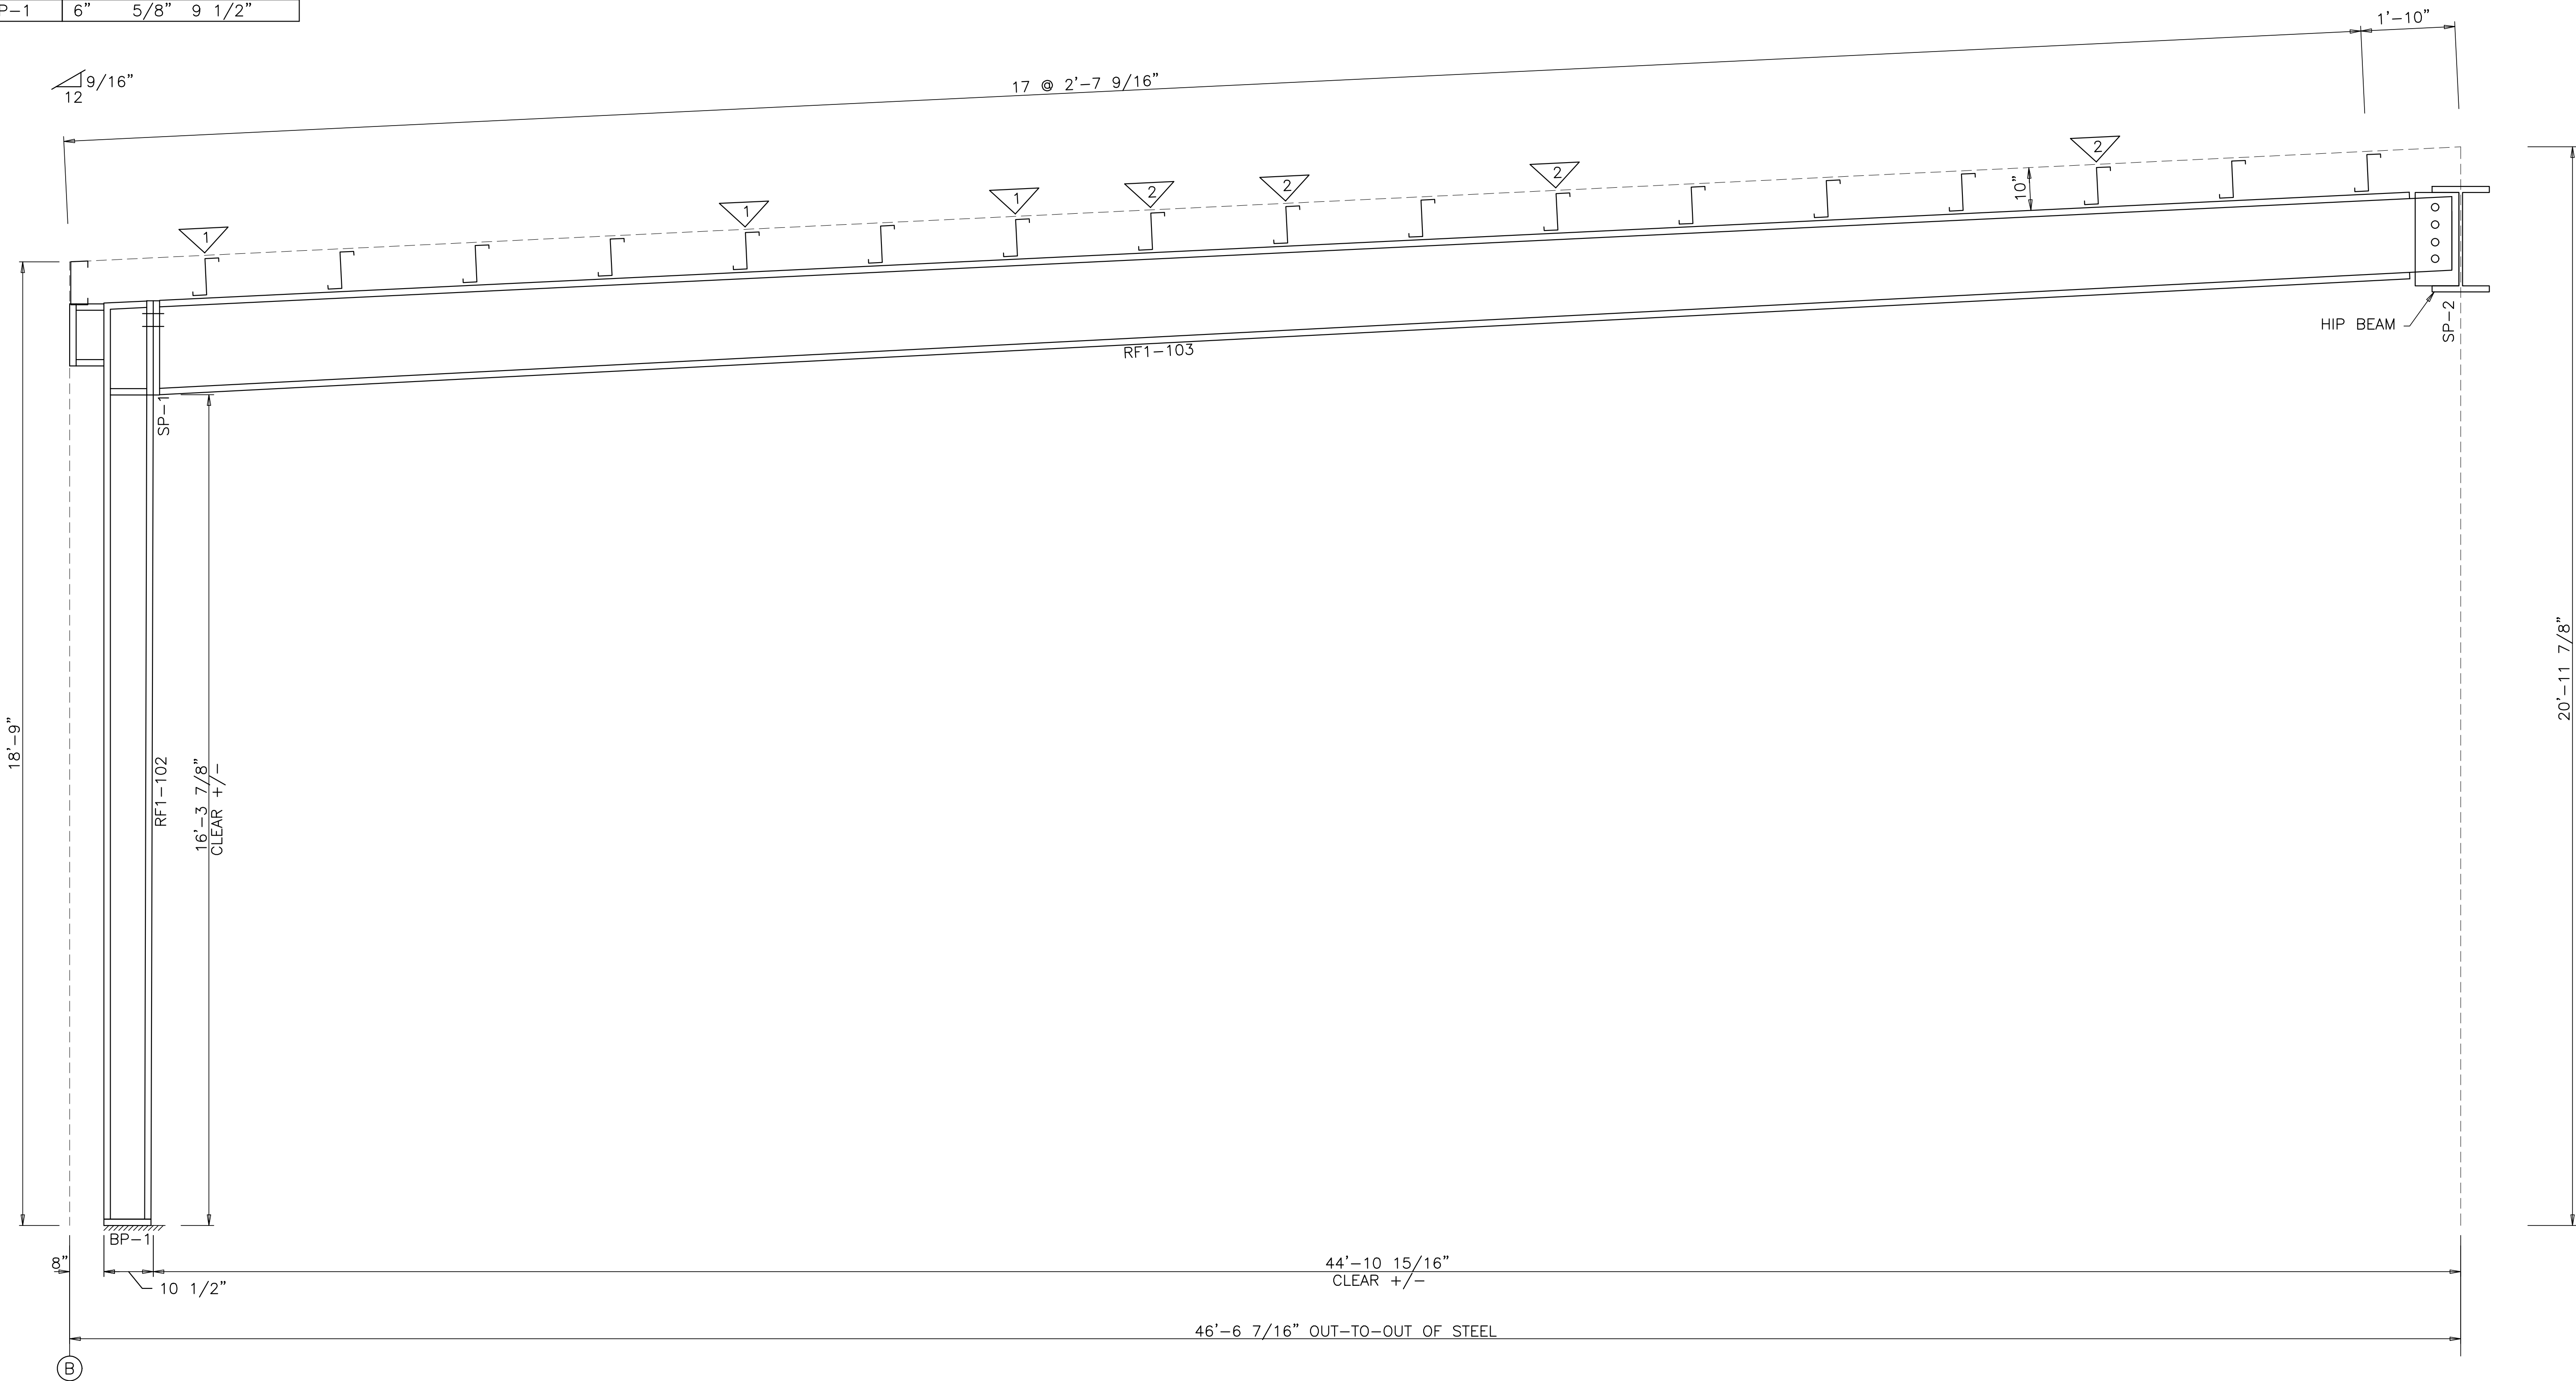 P-1 6" 5/8" 9 1/2"
1'-10"
9/16"
12
17 @ 2'-7 9/16"
1
1
1
2
2
2
2
10"
HIP BEAM
SP-2
RF1-103
SP-1
18'-9"
RF1-102
16'-3 7/8"
CLEAR +/-
20'-11 7/8"
BP-1
8"
10 1/2"
44'-10 15/16"
CLEAR +/-
46'-6 7/16" OUT-TO-OUT OF STEEL
B